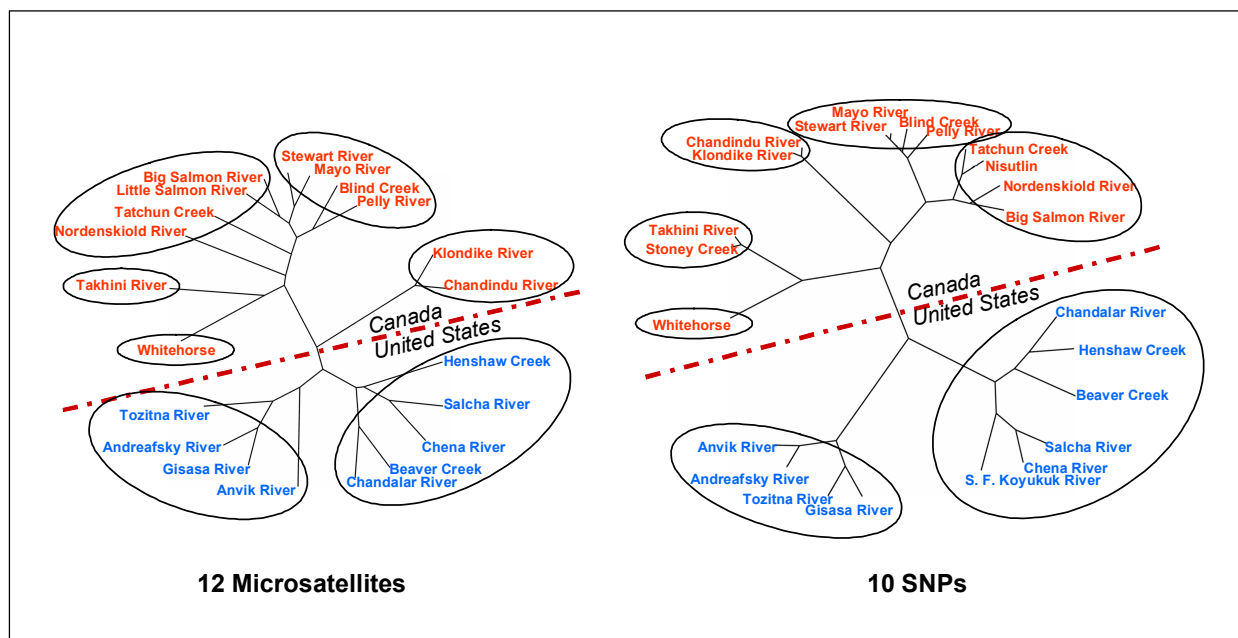 Stewart River
Mayo River
Big Salmon River
Little Salmon River
Blind Creek
Pelly River
Tatchun Creek
Nordenskiold River
Klondike River
Takhini River
Chandindu River
Canada
United States
Whitehorse
Henshaw Creek
Tozitna River
Salcha River
Andreafsky River
Chena River
Gisasa River
Beaver Creek
Anvik River
Chandalar River
12 Microsatellites
Mayo River
Stewart River
Blind Creek
Pelly River
Chandindu River
Klondike River
Tatchun Creek
Nisutlin
Nordenskiold River
Big Salmon River
Takhini River
Stoney Creek
Canada
United States
Whitehorse
Chandalar River
Henshaw Creek
Beaver Creek
Anvik River
Salcha River
Chena River
S. F. Koyukuk River
Andreafsky River
Tozitna River
Gisasa River
10 SNPs